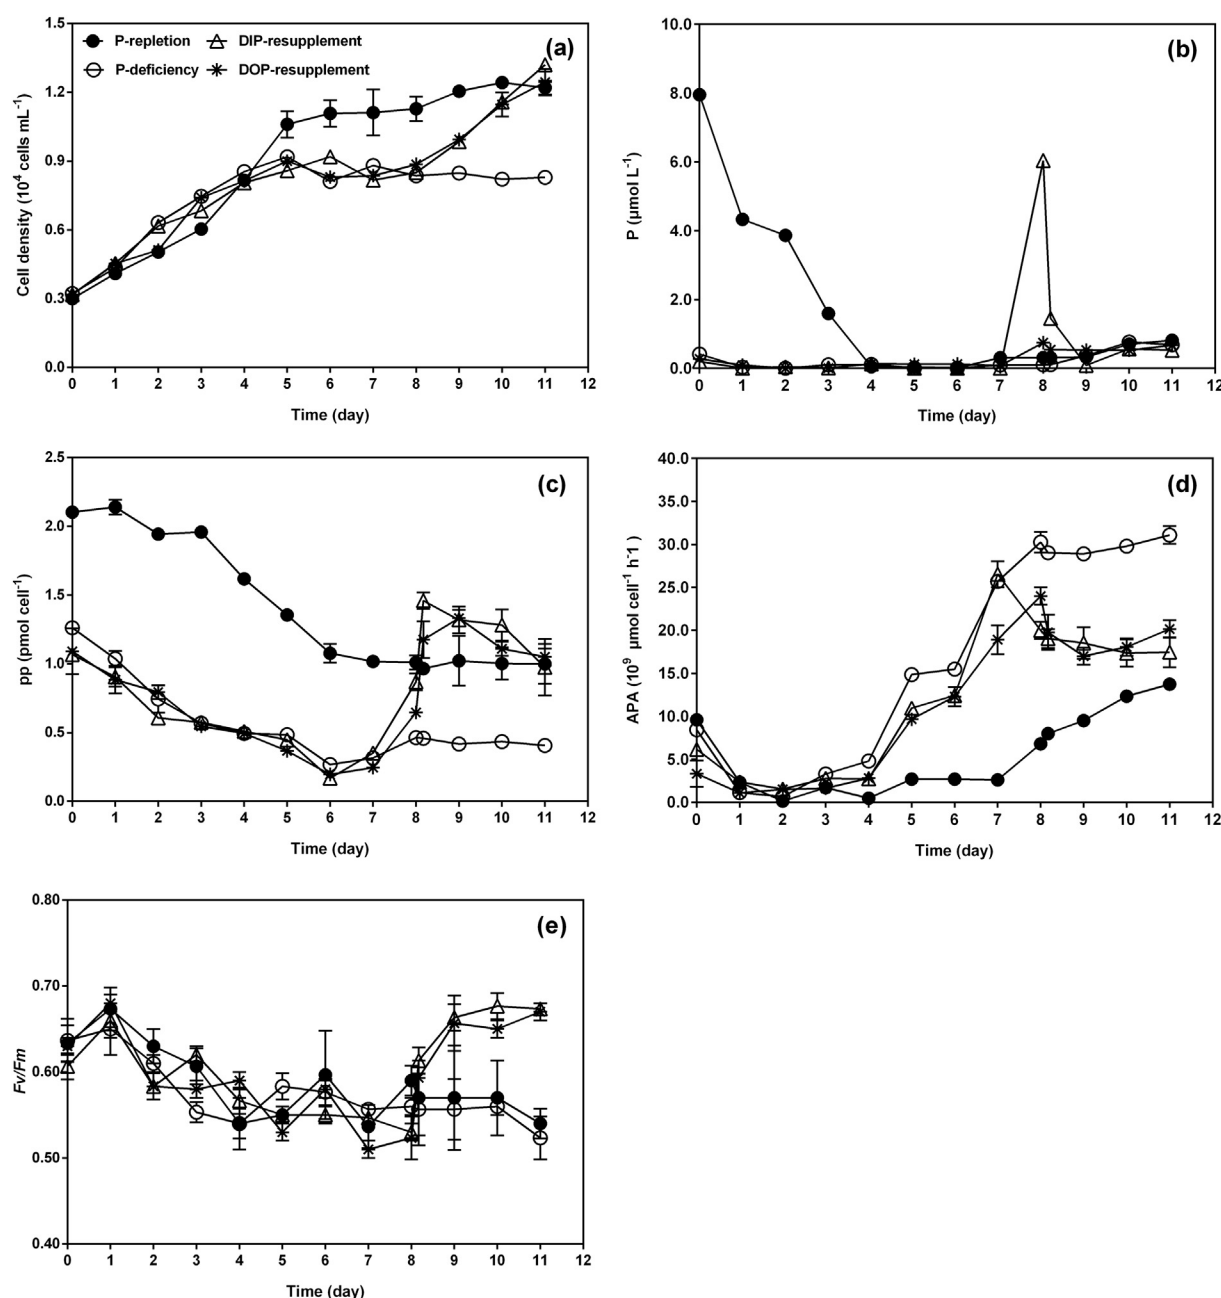 (a)
P-repletion
DIP-resupplement
P-deficiency
DOP-resupplement
Cell density (10⁴ cells mL⁻¹)
1.5
1.2
0.9
0.6
0.3
0.0
0 1 2 3 4 5 6 7 8 9 10 11 12
Time (day)
(b)
P (µmol L⁻¹)
10.0
8.0
6.0
4.0
2.0
0.0
0 1 2 3 4 5 6 7 8 9 10 11 12
Time (day)
(c)
pp (pmol cell⁻¹)
2.5
2.0
1.5
1.0
0.5
0.0
0 1 2 3 4 5 6 7 8 9 10 11 12
Time (day)
(d)
APA (10⁹ µmol cell⁻¹ h⁻¹)
40.0
35.0
30.0
25.0
20.0
15.0
10.0
5.0
0.0
0 1 2 3 4 5 6 7 8 9 10 11 12
Time (day)
(e)
Fv/Fm
0.80
0.70
0.60
0.50
0.40
0 1 2 3 4 5 6 7 8 9 10 11 12
Time (day)